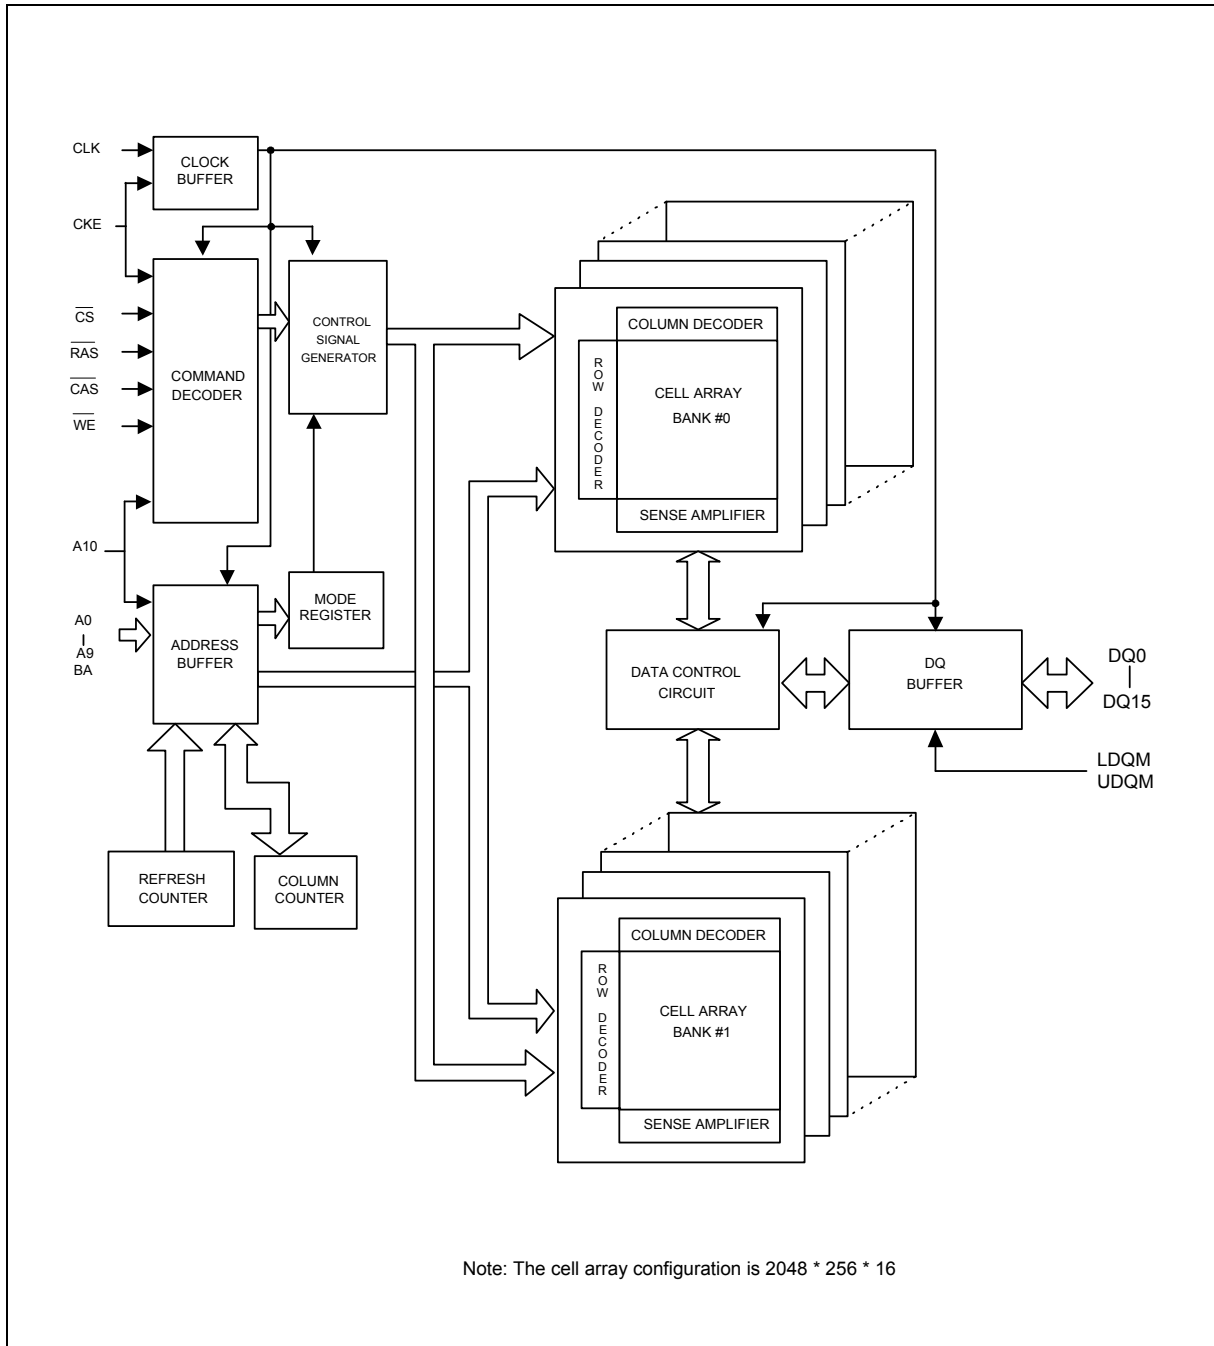 CLK
CLOCK
BUFFER
CKE
CS
RAS
CAS
WE
COMMAND
DECODER
CONTROL
SIGNAL
GENERATOR
A10
A0
A9
BA
ADDRESS
BUFFER
MODE
REGISTER
REFRESH
COUNTER
COLUMN
COUNTER
COLUMN DECODER
ROW DECODER
CELL ARRAY
BANK #0
SENSE AMPLIFIER
DATA CONTROL
CIRCUIT
DQ
BUFFER
DQ0
DQ15
LDQM
UDQM
COLUMN DECODER
ROW DECODER
CELL ARRAY
BANK #1
SENSE AMPLIFIER
Note: The cell array configuration is 2048 * 256 * 16